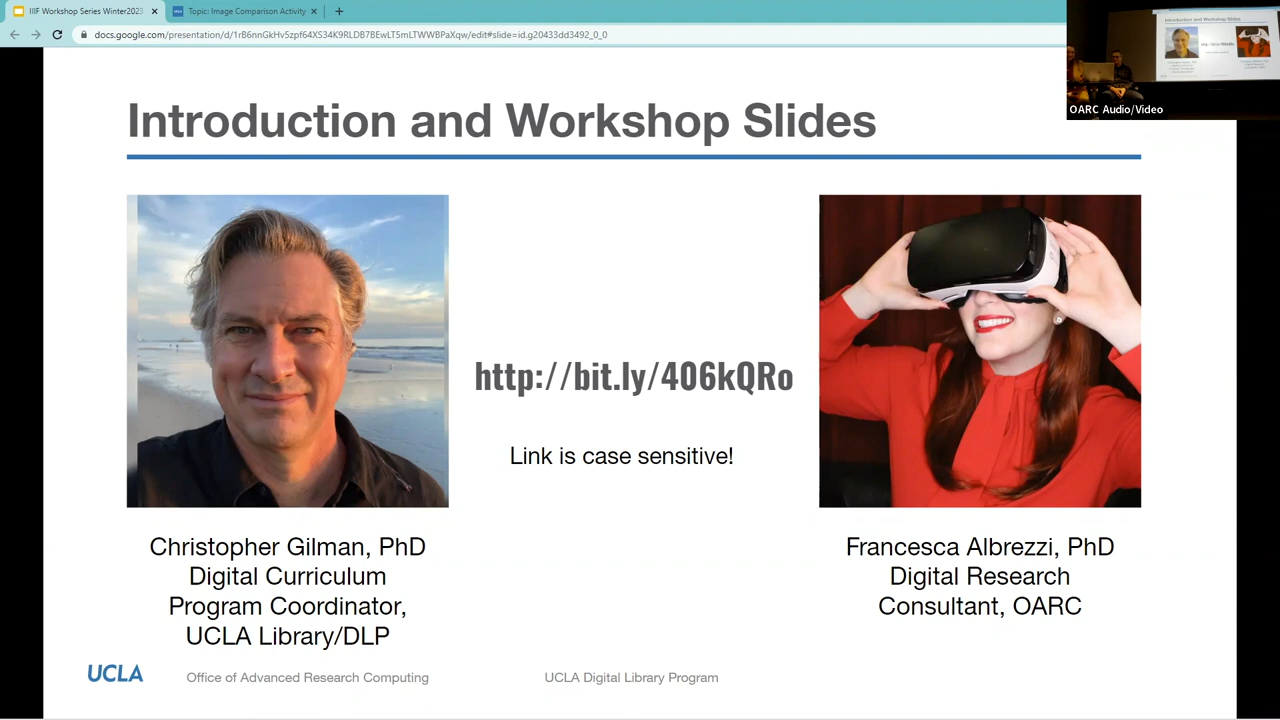 IIIF Workshop Series Winter2023
Topic: Image Comparison Activity
docs.google.com/presentation/d/1rB6nnGkHv5zpf64XS34K9RLDB7BEwLT5mLTWWBPaXqw/edit#slide=id.g20433dd3492_0_0
OARC Audio/Video
Introduction and Workshop Slides
http://bit.ly/406kQRo
Link is case sensitive!
Christopher Gilman, PhD
Digital Curriculum
Program Coordinator,
UCLA Library/DLP
Francesca Albrezzi, PhD
Digital Research
Consultant, OARC
UCLA Office of Advanced Research Computing UCLA Digital Library Program